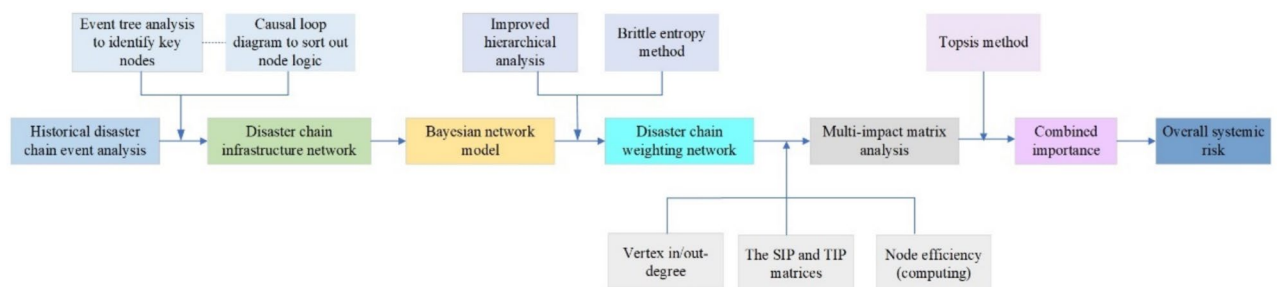 Event tree analysis
to identify key
nodes
Causal loop
diagram to sort out
node logic
Improved
hierarchical
analysis
Brittle entropy
method
Topsis method
Historical disaster
chain event analysis
Disaster chain
infrastructure network
Bayesian network
model
Disaster chain
weighting network
Multi-impact matrix
analysis
Combined
importance
Overall systemic
risk
Vertex in/out-
degree
The SIP and TIP
matrices
Node efficiency
(computing)